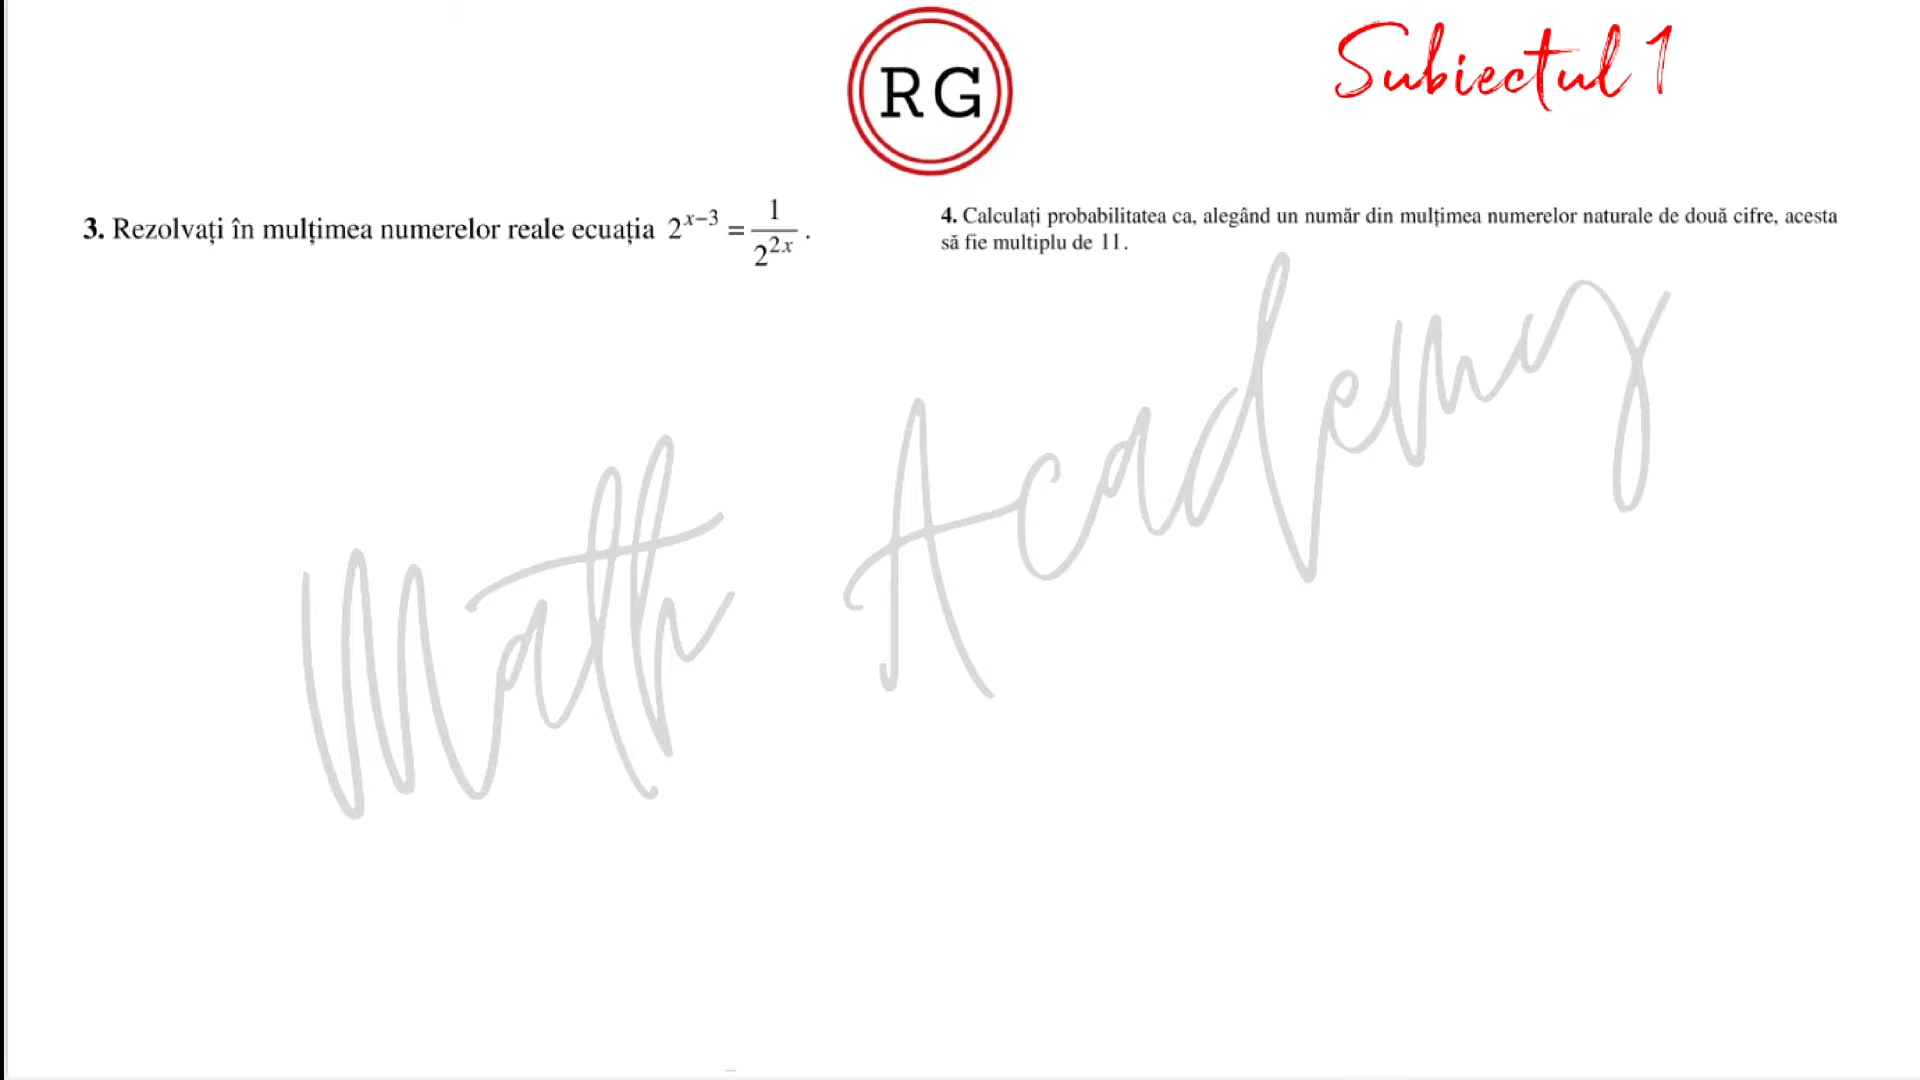 RG
Subiectul 1
3. Rezolvați în mulțimea numerelor reale ecuația 2^{x-3} = \frac{1}{2^{2x}}.
4. Calculați probabilitatea ca, alegând un număr din mulțimea numerelor naturale de două cifre, acesta
să fie multiplu de 11.
Math Academy